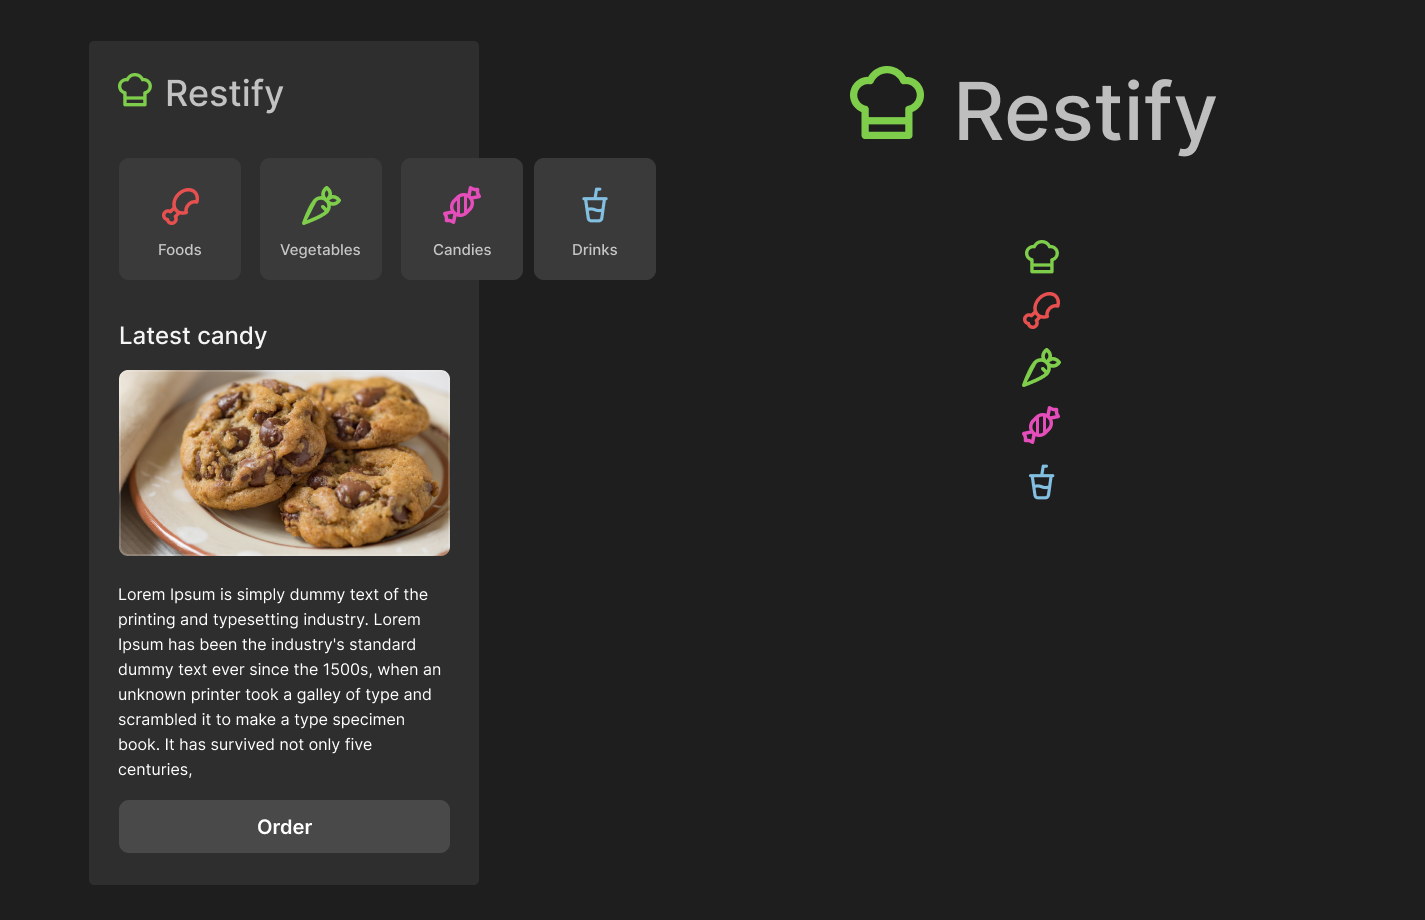 Restify
Foods
Vegetables
Candies
Drinks
Latest candy
Lorem Ipsum is simply dummy text of the
printing and typesetting industry. Lorem
Ipsum has been the industry's standard
dummy text ever since the 1500s, when an
unknown printer took a galley of type and
scrambled it to make a type specimen
book. It has survived not only five
centuries,
Order
Restify